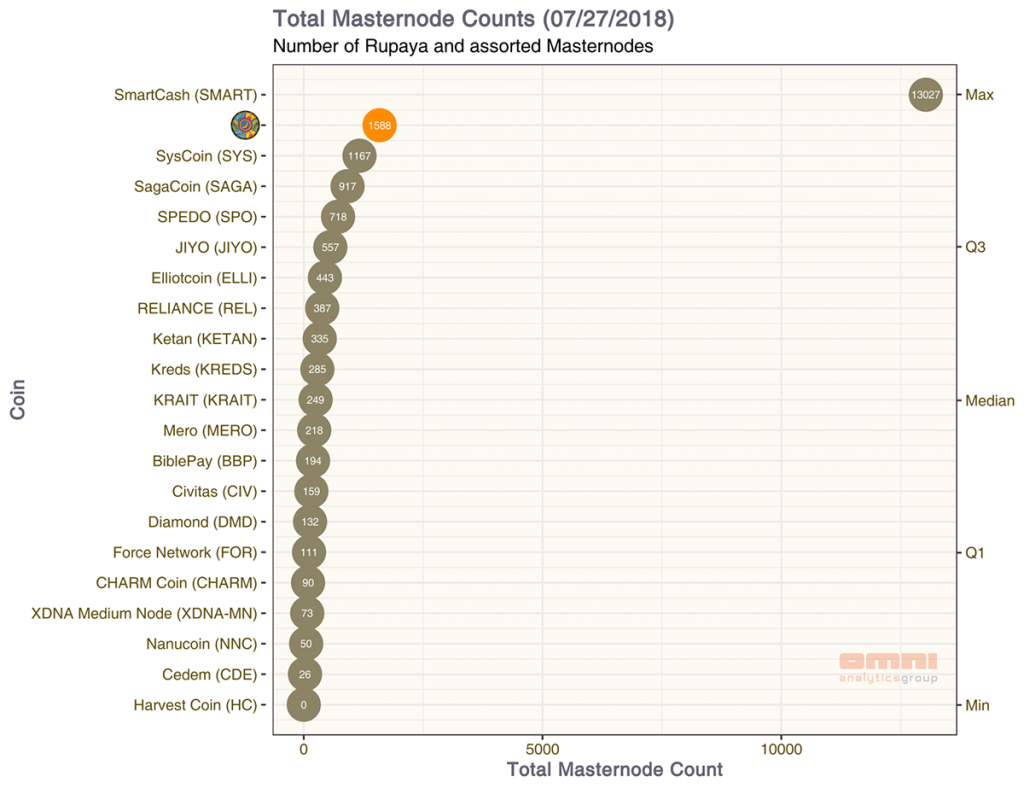 Total Masternode Counts (07/27/2018)
Number of Rupaya and assorted Masternodes
SmartCash (SMART) 13027 Max
1588
SysCoin (SYS) 1167
SagaCoin (SAGA) 917
SPEDO (SPO) 718
JIYO (JIYO) 557 Q3
Elliotcoin (ELLI) 443
RELIANCE (REL) 387
Ketan (KETAN) 335
Kreds (KREDS) 285
KRAIT (KRAIT) 249 Median
Mero (MERO) 218
BiblePay (BBP) 194
Civitas (CIV) 159
Diamond (DMD) 132
Force Network (FOR) 111 Q1
CHARM Coin (CHARM) 90
XDNA Medium Node (XDNA-MN) 73
Nanucoin (NNC) 50
Cedem (CDE) 26
Harvest Coin (HC) 0 Min
Coin
omni
analyticsgroup
0 5000 10000
Total Masternode Count